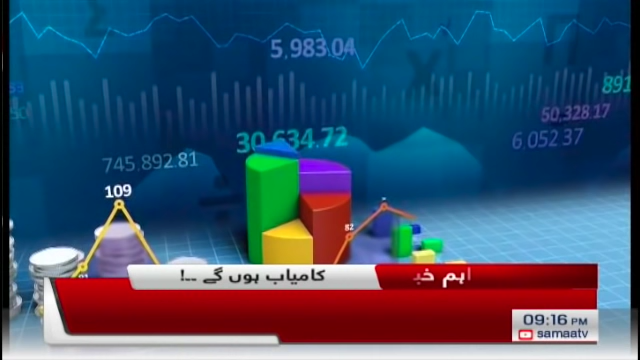 5,983.04
891
50,328.17
30,634.72
6,052.37
745.892.81
109
82
اہم خب
کامیاب ہوں گے ..!
09:16 PM
samaatv